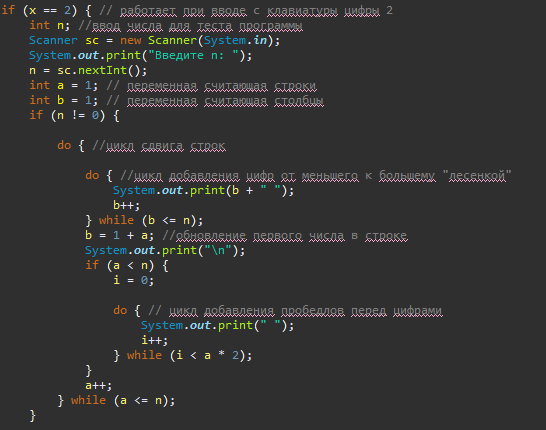 if (x == 2) { // работает при вводе с клавиатуры цифры 2
int n; //ввод числа для теста программы
Scanner sc = new Scanner(System.in);
System.out.print("Введите n: ");
n = sc.nextInt();
int a = 1; // переменная считающая строки
int b = 1; // переменная считающая столбцы
if (n != 0) {
do { //цикл сдвига строк
do { //цикл добавления цифр от меньшего к большему "лесенкой"
System.out.print(b + " ");
b++;
} while (b <= n);
b = 1 + a; //обновление первого числа в строке
System.out.print("\n");
if (a < n) {
i = 0;
do { // цикл добавления пробедлов перед цифрами
System.out.print(" ");
i++;
} while (i < a * 2);
}
a++;
} while (a <= n);
}